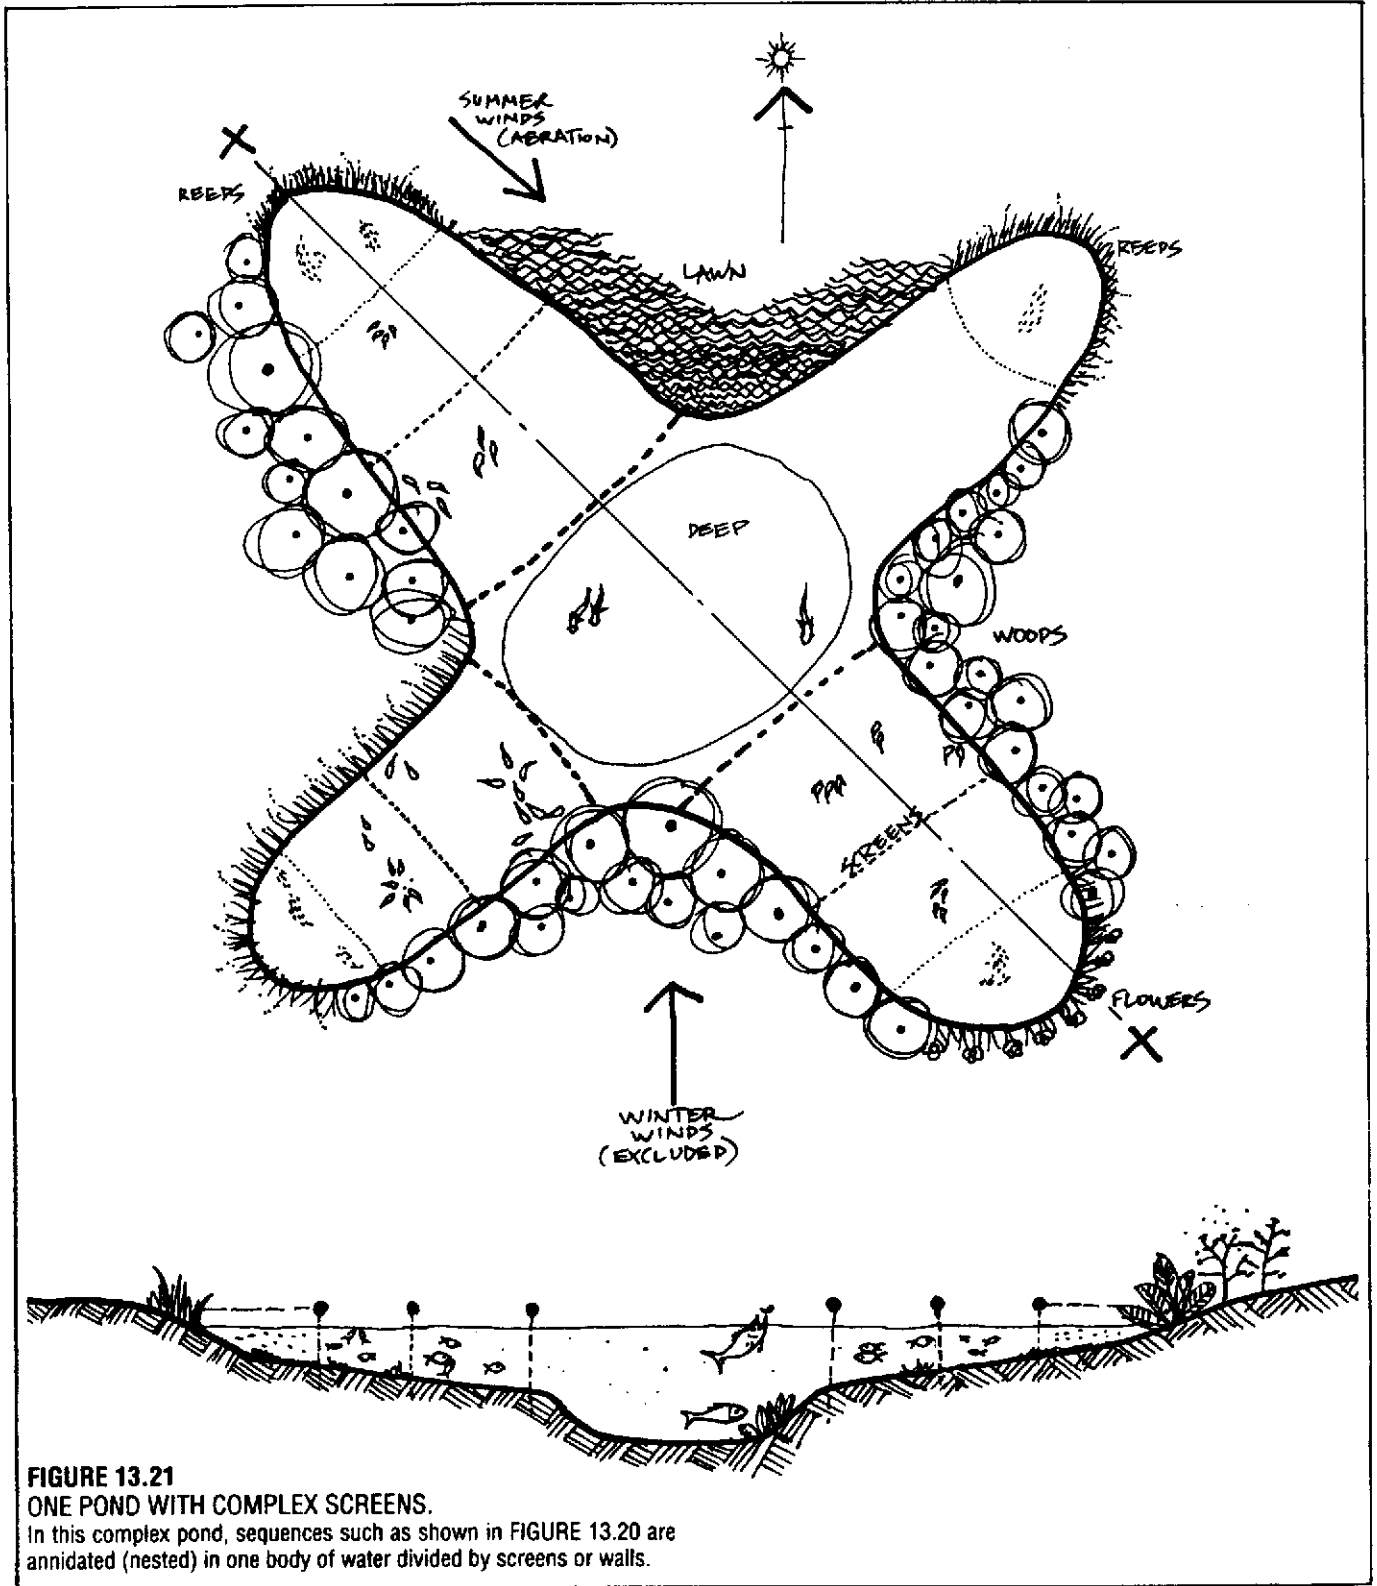 SUMMER
WINDS
(AERATION)
X
REEDS
LAWN
REEDS
DEEP
WOODS
SCREENS
FLOWERS
X
WINTER
WINDS
(EXCLUDED)
FIGURE 13.21
ONE POND WITH COMPLEX SCREENS.
In this complex pond, sequences such as shown in FIGURE 13.20 are
annidated (nested) in one body of water divided by screens or walls.